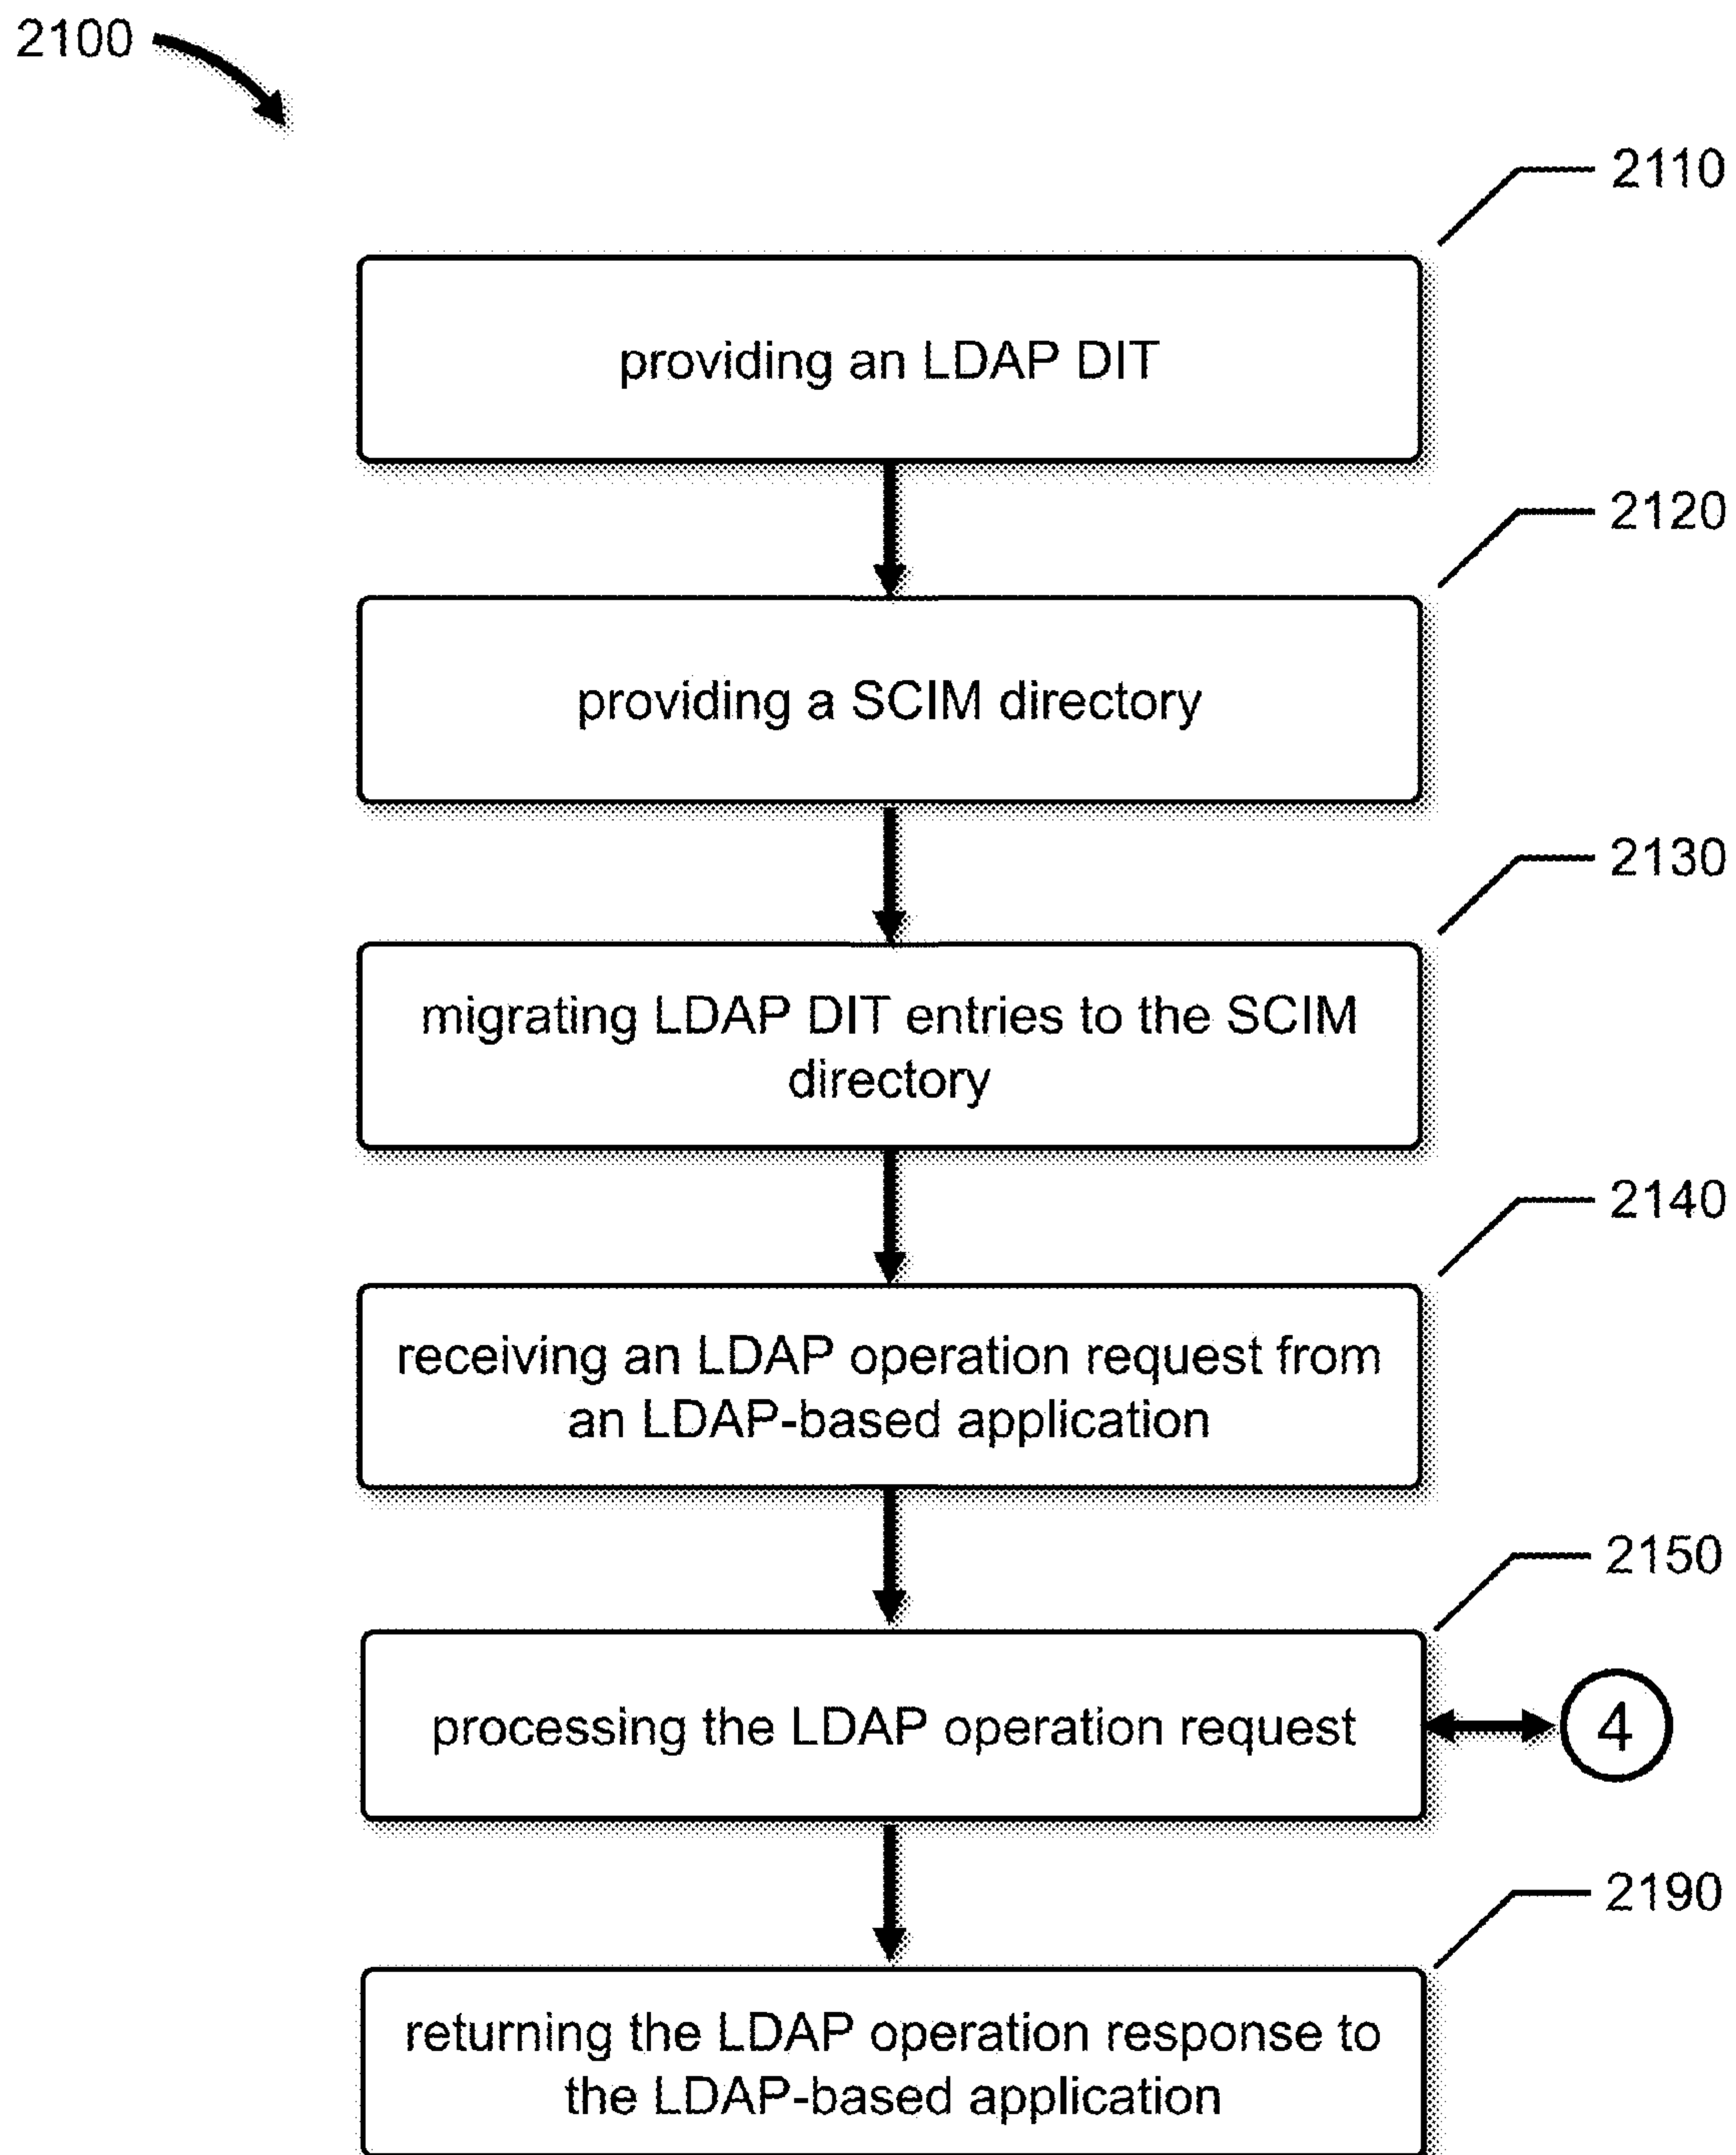 2100
2110
providing an LDAP DIT
2120
providing a SCIM directory
2130
migrating LDAP DIT entries to the SCIM
directory
2140
receiving an LDAP operation request from
an LDAP-based application
2150
processing the LDAP operation request
4
2190
returning the LDAP operation response to
the LDAP-based application